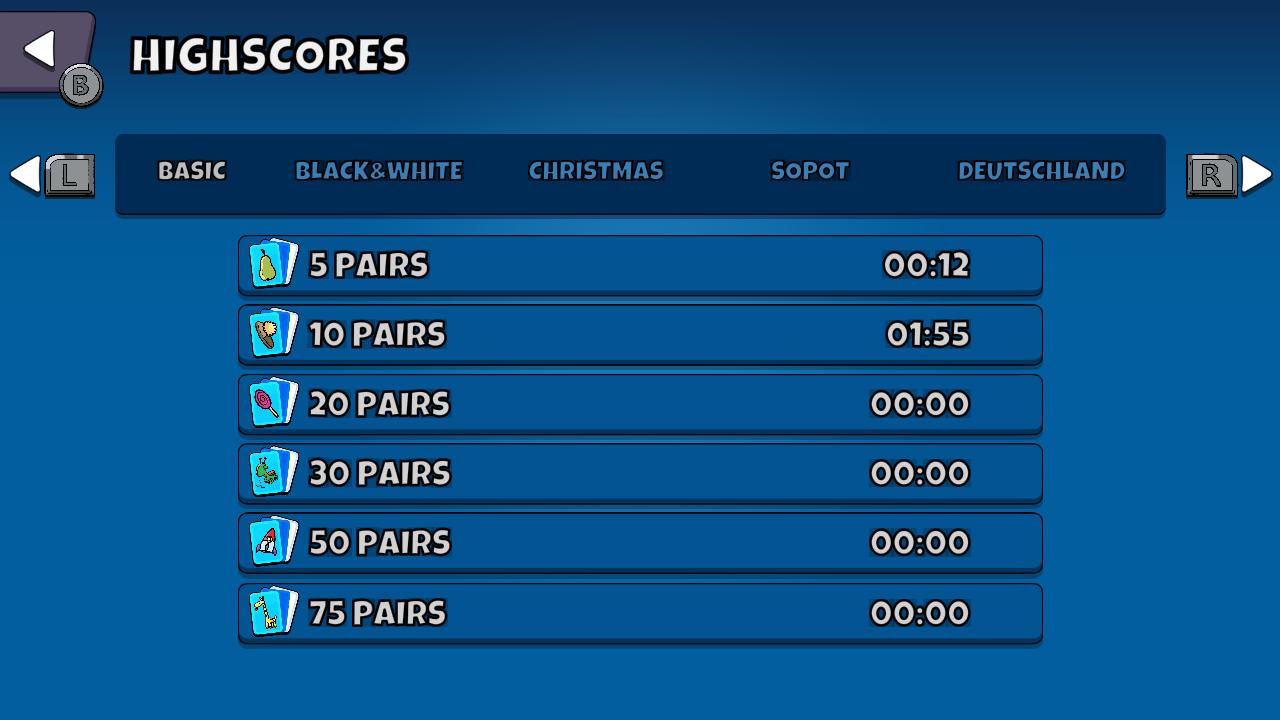 HIGHSCORES
B
L
BASIC BLACK&WHITE CHRISTMAS SOPOT DEUTSCHLAND
R
5 PAIRS 00:12
10 PAIRS 01:55
20 PAIRS 00:00
30 PAIRS 00:00
50 PAIRS 00:00
75 PAIRS 00:00